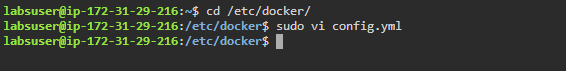 labsuser@ip-172-31-29-216:~$ cd /etc/docker/
labsuser@ip-172-31-29-216:/etc/docker$ sudo vi config.yml
labsuser@ip-172-31-29-216:/etc/docker$